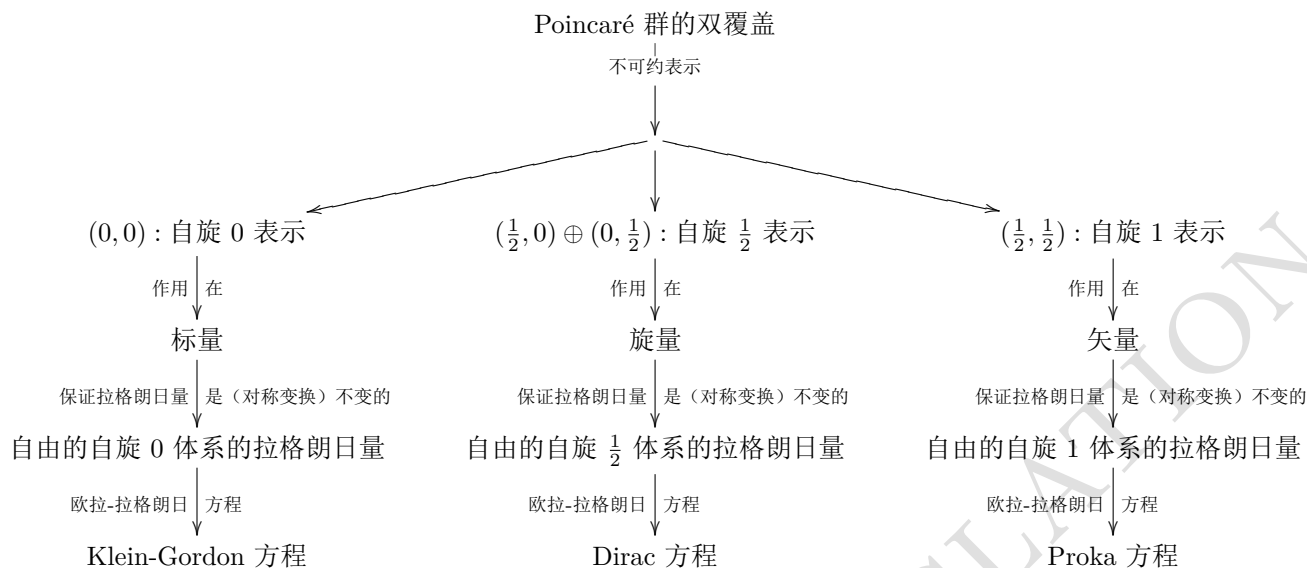 Poincaré 群的双覆盖
不可约表示
(0, 0) : 自旋 0 表示
(½, 0) ⊕ (0, ½) : 自旋 ½ 表示
(½, ½) : 自旋 1 表示
作用 在
作用 在
作用 在
标量
旋量
矢量
保证拉格朗日量 是（对称变换）不变的
保证拉格朗日量 是（对称变换）不变的
保证拉格朗日量 是（对称变换）不变的
自由的自旋 0 体系的拉格朗日量
自由的自旋 ½ 体系的拉格朗日量
自由的自旋 1 体系的拉格朗日量
欧拉-拉格朗日 方程
欧拉-拉格朗日 方程
欧拉-拉格朗日 方程
Klein-Gordon 方程
Dirac 方程
Proka 方程
LATION